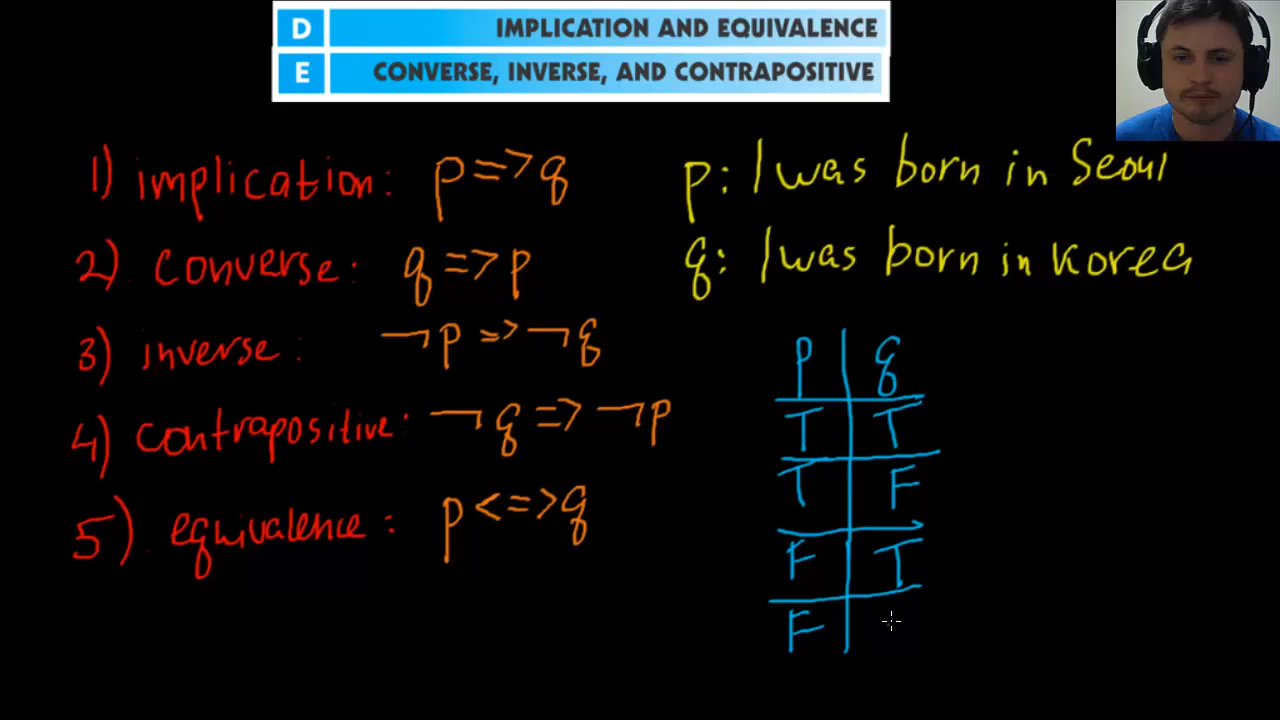 D IMPLICATION AND EQUIVALENCE
E CONVERSE, INVERSE, AND CONTRAPOSITIVE
1) implication: p => q
2) converse: q => p
3) inverse: ¬p => ¬q
4) contrapositive: ¬q => ¬p
5) equivalence: p <=> q
p: I was born in Seoul
q: I was born in Korea
P q
T T
T F
F T
F